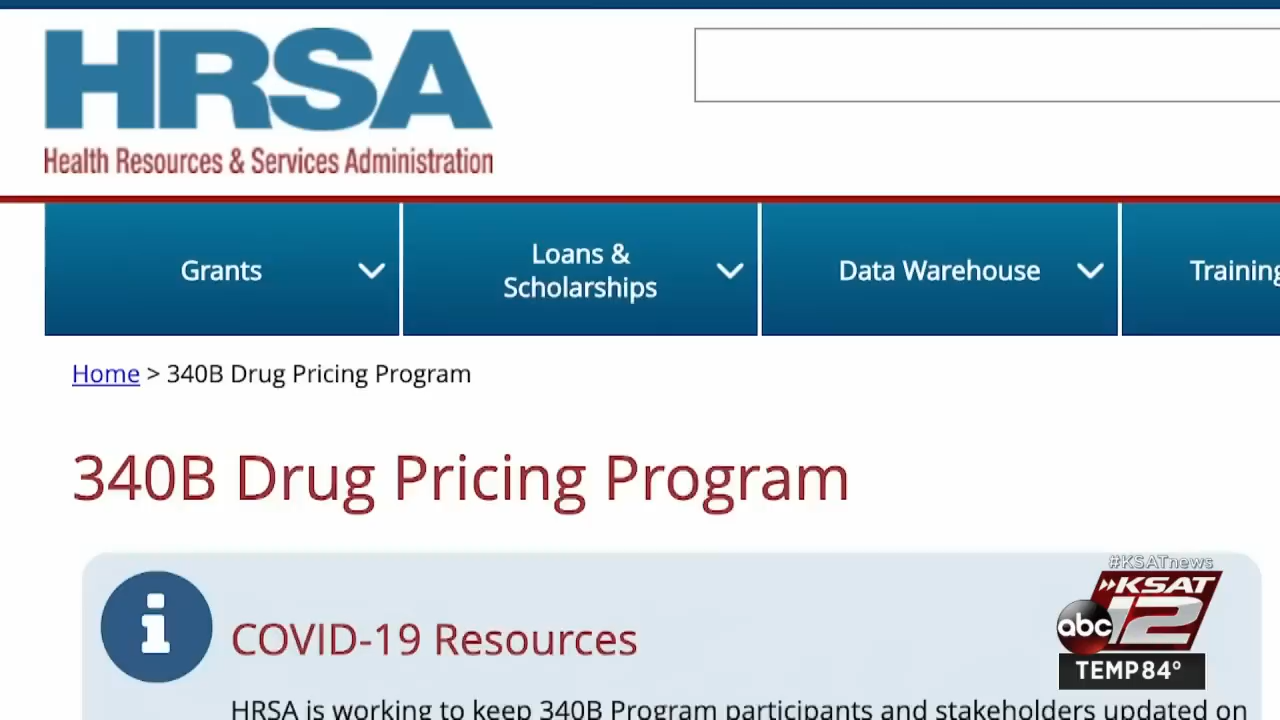 HRSA
Health Resources & Services Administration
Grants
Loans &
Scholarships
Data Warehouse
Training
Home > 340B Drug Pricing Program
340B Drug Pricing Program
#KSATnews
KSAT
abc 12
TEMP 84°
i
COVID-19 Resources
HRSA is working to keep 340B Program participants and stakeholders updated on